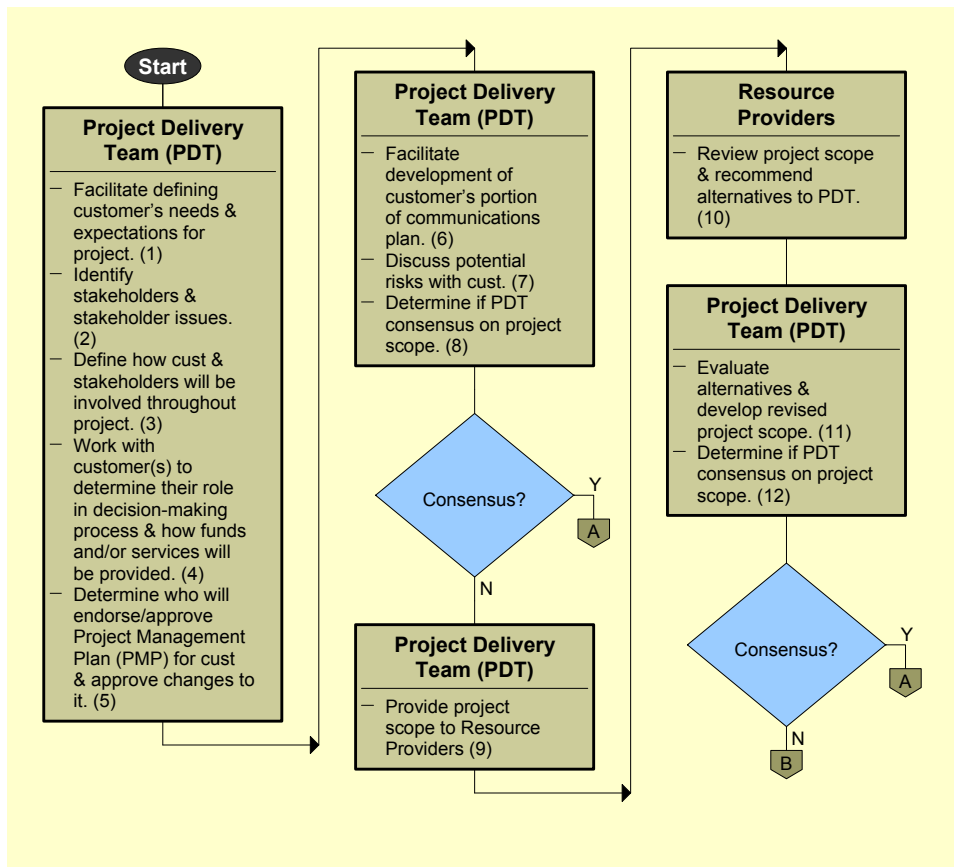 Start
Project Delivery
Team (PDT)
— Facilitate defining
customer's needs &
expectations for
project. (1)
— Identify
stakeholders &
stakeholder issues.
(2)
— Define how cust &
stakeholders will be
involved throughout
project. (3)
— Work with
customer(s) to
determine their role
in decision-making
process & how funds
and/or services will
be provided. (4)
— Determine who will
endorse/approve
Project Management
Plan (PMP) for cust
& approve changes to
it. (5)
Project Delivery
Team (PDT)
— Facilitate
development of
customer's portion
of communications
plan. (6)
— Discuss potential
risks with cust. (7)
— Determine if PDT
consensus on project
scope. (8)
Consensus?
Y
A
N
Project Delivery
Team (PDT)
— Provide project
scope to Resource
Providers (9)
Resource
Providers
— Review project scope
& recommend
alternatives to PDT.
(10)
Project Delivery
Team (PDT)
— Evaluate
alternatives &
develop revised
project scope. (11)
— Determine if PDT
consensus on project
scope. (12)
Consensus?
Y
A
N
B